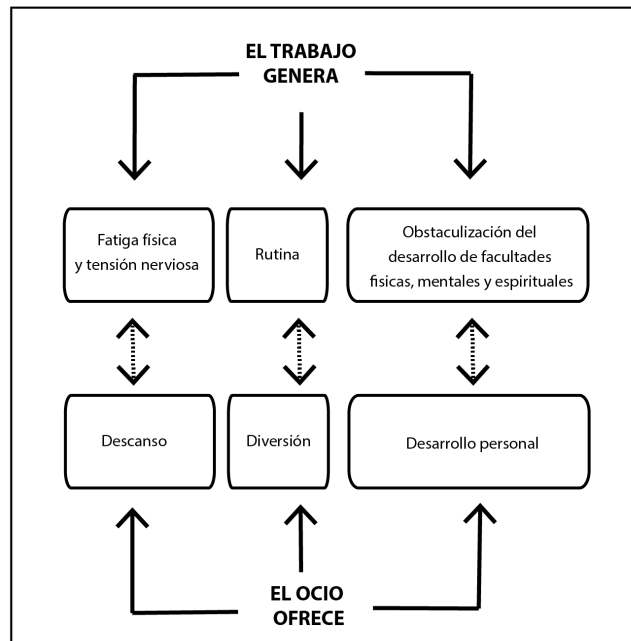 EL TRABAJO
GENERA
Fatiga física
y tensión nerviosa
Rutina
Obstaculización del
desarrollo de facultades
fisicas, mentales y espirituales
Descanso
Diversión
Desarrollo personal
EL OCIO
OFRECE